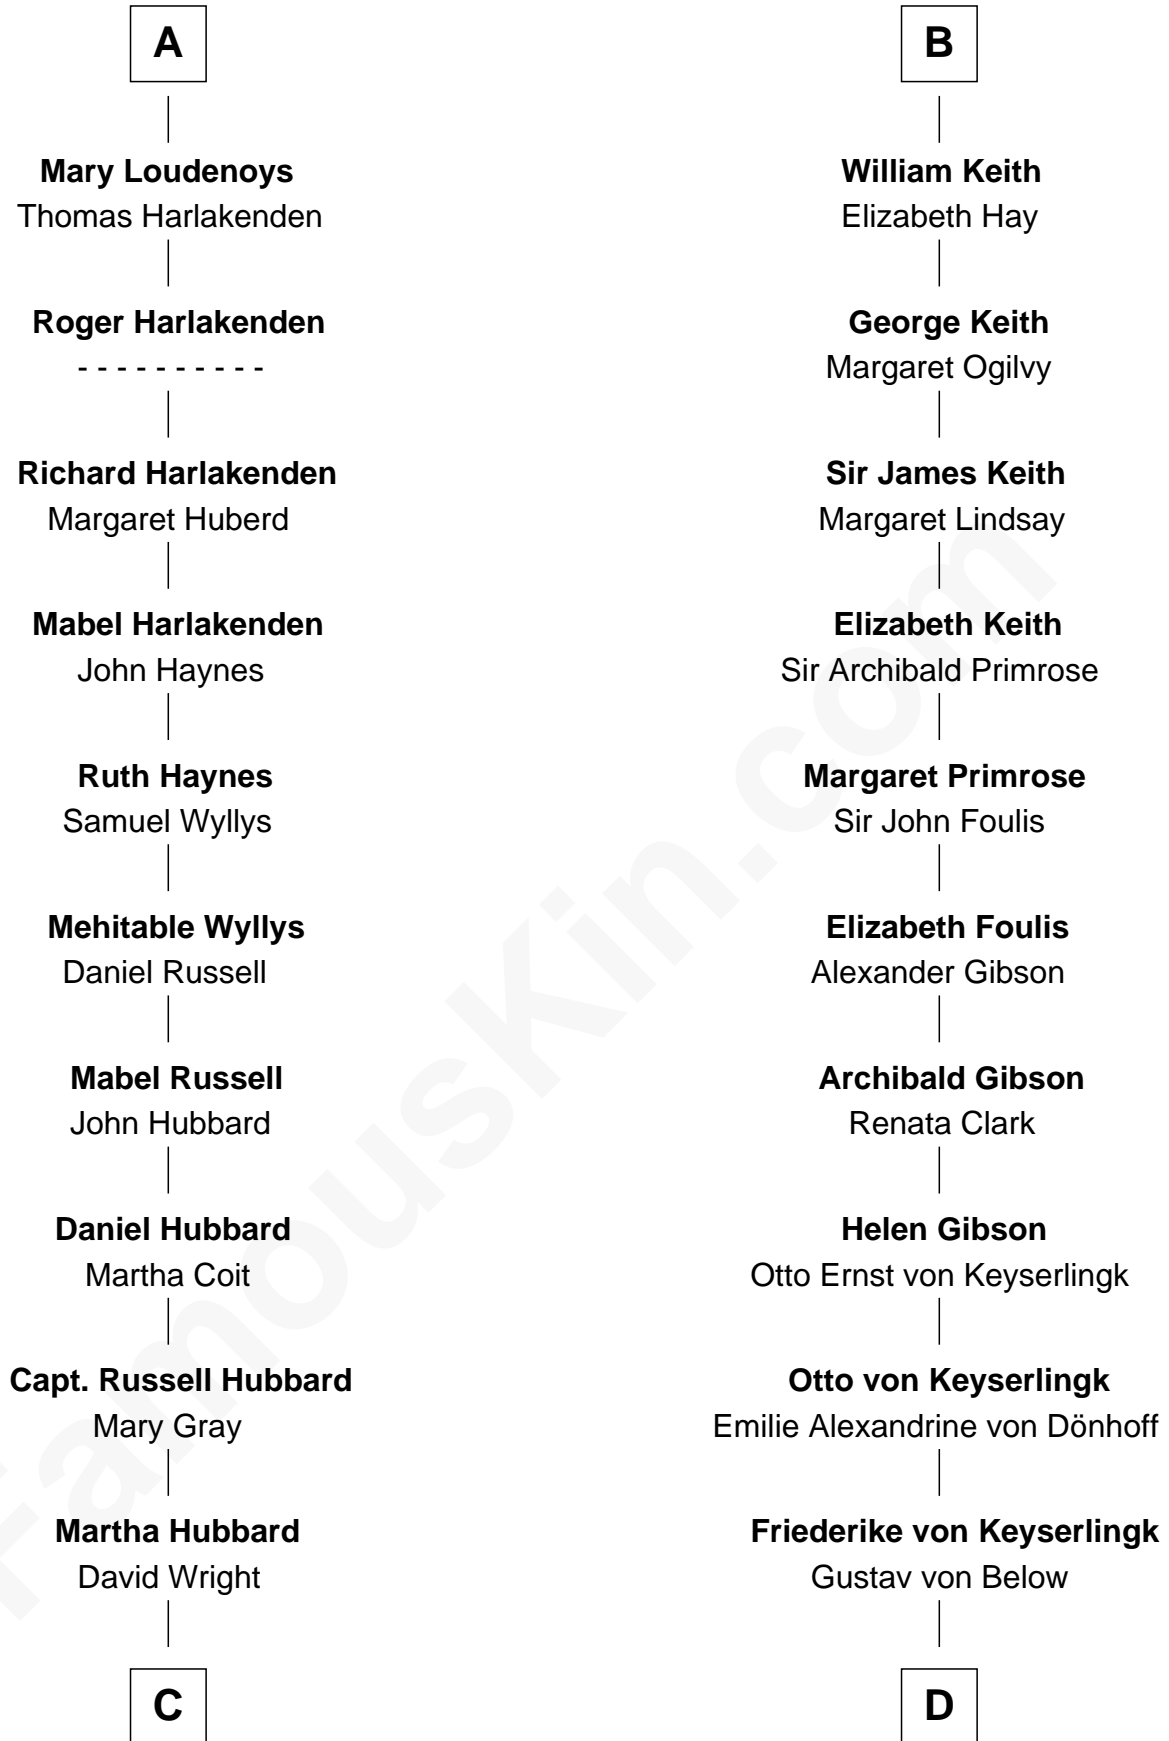 A
Mary Loudenoys
Thomas Harlakenden
Roger Harlakenden
- - - - - - - - - -
Richard Harlakenden
Margaret Huberd
Mabel Harlakenden
John Haynes
Ruth Haynes
Samuel Wyllys
Mehitable Wyllys
Daniel Russell
Mabel Russell
John Hubbard
Daniel Hubbard
Martha Coit
Capt. Russell Hubbard
Mary Gray
Martha Hubbard
David Wright
C
B
William Keith
Elizabeth Hay
George Keith
Margaret Ogilvy
Sir James Keith
Margaret Lindsay
Elizabeth Keith
Sir Archibald Primrose
Margaret Primrose
Sir John Foulis
Elizabeth Foulis
Alexander Gibson
Archibald Gibson
Renata Clark
Helen Gibson
Otto Ernst von Keyserlingk
Otto von Keyserlingk
Emilie Alexandrine von Dönhoff
Friederike von Keyserlingk
Gustav von Below
D
FamousKin.com